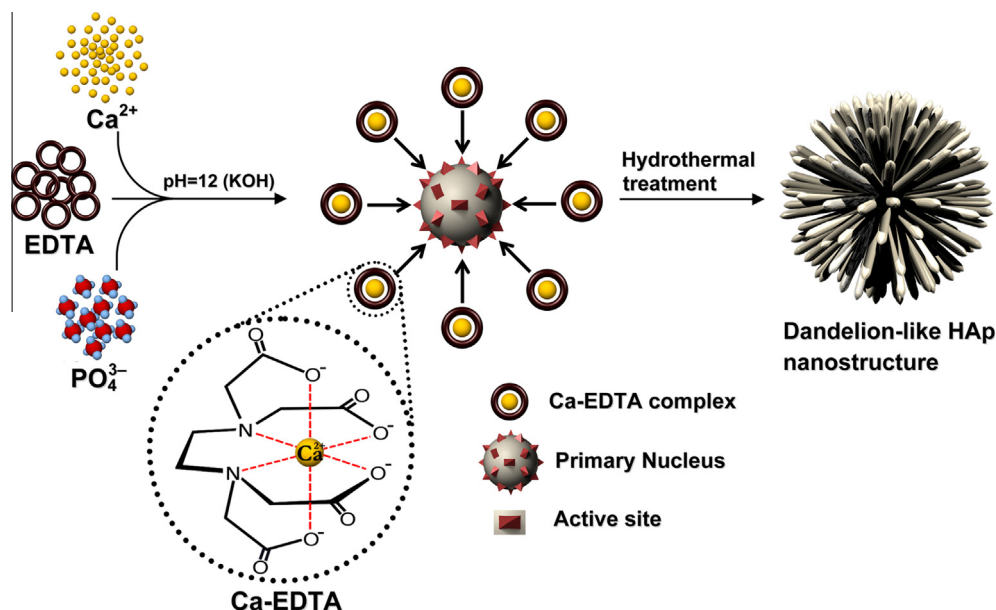 Ca²⁺
EDTA
PO₄³⁻
pH=12 (KOH)
Hydrothermal
treatment
Dandelion-like HAp
nanostructure
O
O⁻
O
N
O⁻
Ca²⁺
N
O⁻
O
O⁻
O
Ca-EDTA
Ca-EDTA complex
Primary Nucleus
Active site